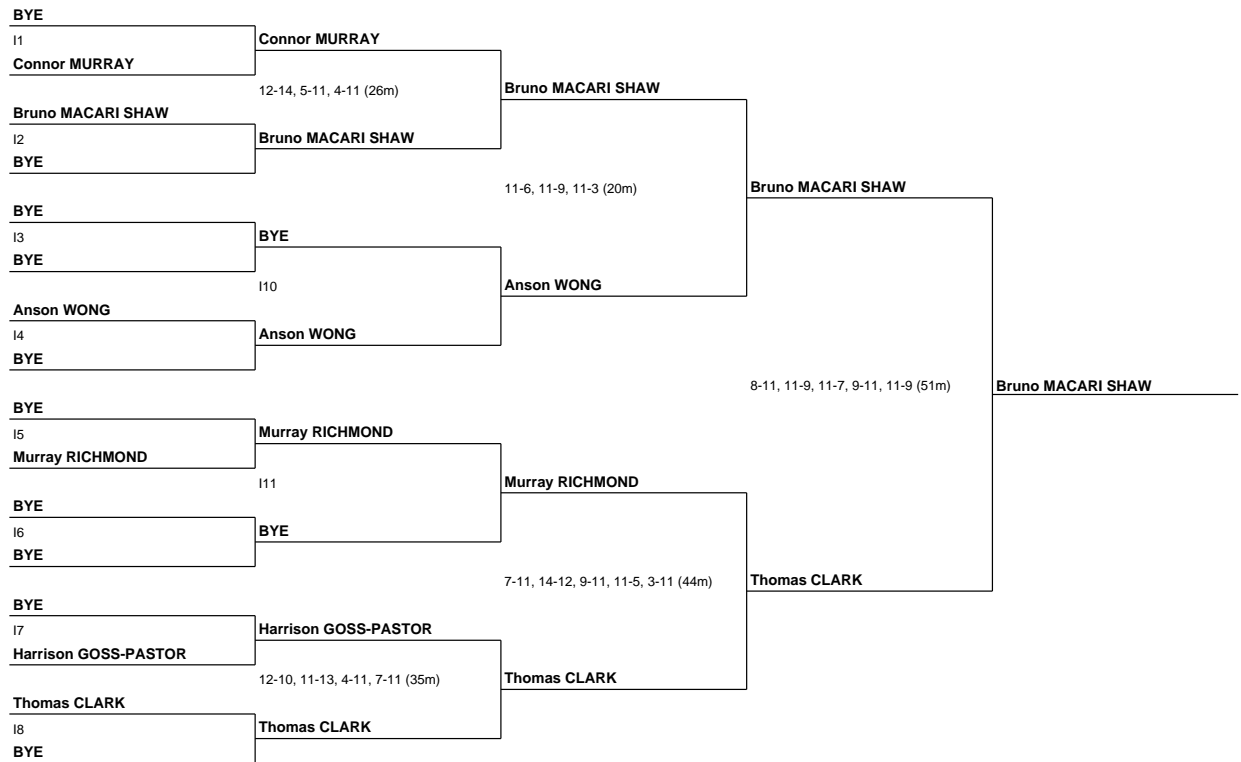 BYE
I1
Connor MURRAY
Connor MURRAY
12-14, 5-11, 4-11 (26m)
Bruno MACARI SHAW
Bruno MACARI SHAW
I2
Bruno MACARI SHAW
BYE
11-6, 11-9, 11-3 (20m)
Bruno MACARI SHAW
BYE
I3
BYE
BYE
I10
Anson WONG
Anson WONG
I4
Anson WONG
BYE
8-11, 11-9, 11-7, 9-11, 11-9 (51m)
Bruno MACARI SHAW
BYE
I5
Murray RICHMOND
Murray RICHMOND
I11
Murray RICHMOND
BYE
I6
BYE
BYE
7-11, 14-12, 9-11, 11-5, 3-11 (44m)
Thomas CLARK
BYE
I7
Harrison GOSS-PASTOR
Harrison GOSS-PASTOR
12-10, 11-13, 4-11, 7-11 (35m)
Thomas CLARK
Thomas CLARK
I8
Thomas CLARK
BYE